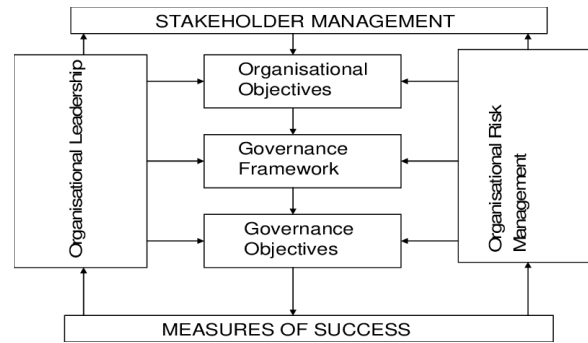 STAKEHOLDER MANAGEMENT
Organisational Leadership
Organisational
Objectives
Governance
Framework
Governance
Objectives
Organisational Risk
Management
MEASURES OF SUCCESS